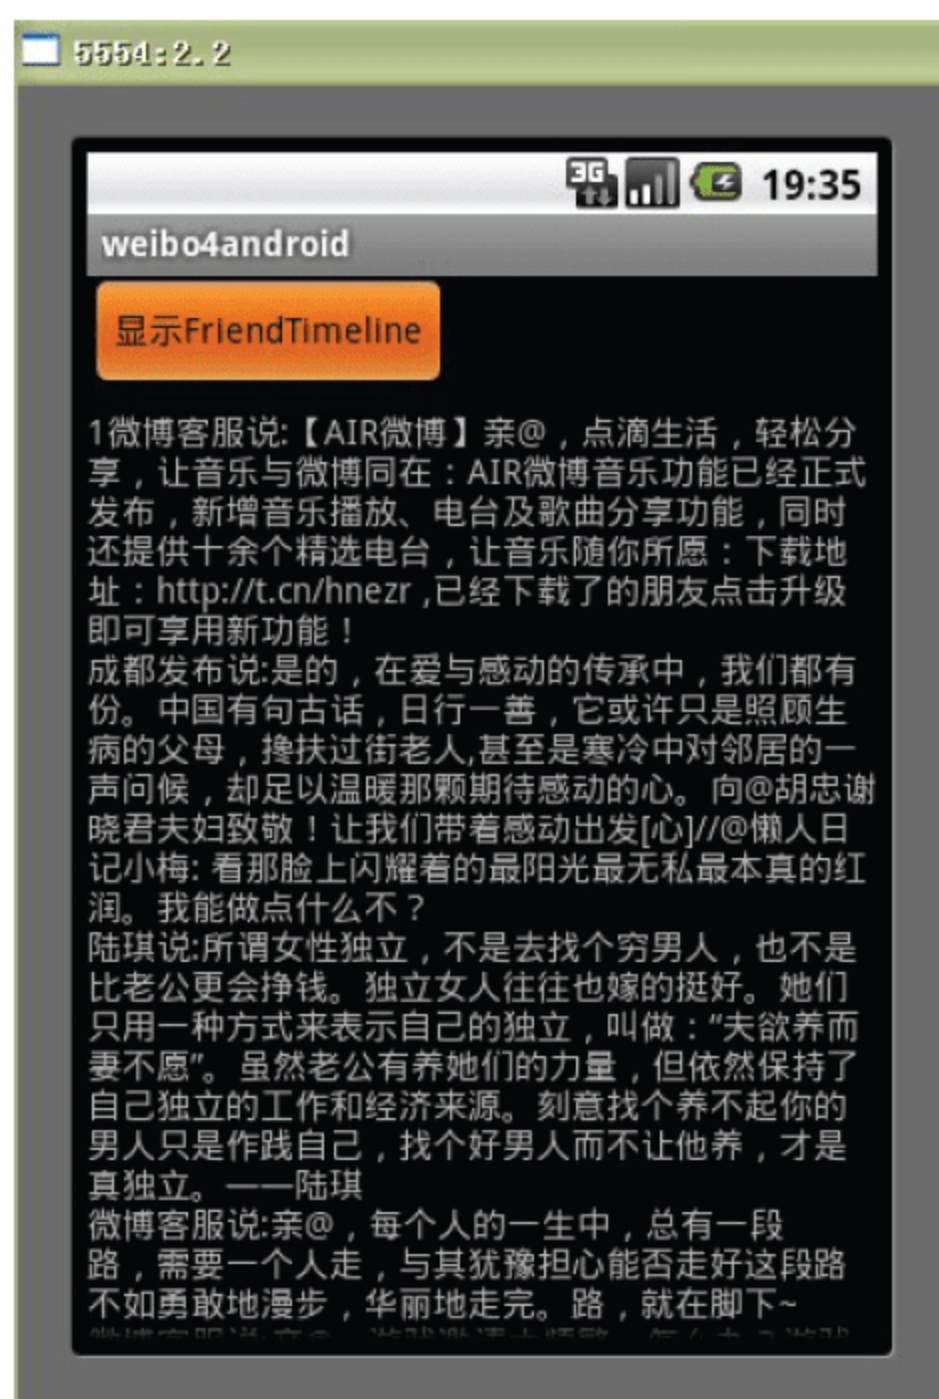 5554:2.2
3G 19:35
weibo4android
显示FriendTimeline
1微博客服说:【AIR微博】亲@，点滴生活，轻松分
享，让音乐与微博同在：AIR微博音乐功能已经正式
发布，新增音乐播放、电台及歌曲分享功能，同时
还提供十余个精选电台，让音乐随你所愿：下载地
址：http://t.cn/hnezr ,已经下载了的朋友点击升级
即可享用新功能！
成都发布说:是的，在爱与感动的传承中，我们都有
份。中国有句古话，日行一善，它或许只是照顾生
病的父母，搀扶过街老人,甚至是寒冷中对邻居的一
声问候，却足以温暖那颗期待感动的心。 向@胡忠谢
晓君夫妇致敬！让我们带着感动出发[心]//@懒人日
记小梅: 看那脸上闪耀着的最阳光最无私最本真的红
润。我能做点什么不？
陆琪说:所谓女性独立，不是去找个穷男人，也不是
比老公更会挣钱。独立女人往往也嫁的挺好。她们
只用一种方式来表示自己的独立，叫做：“夫欲养而
妻不愿”。虽然老公有养她们的力量，但依然保持了
自己独立的工作和经济来源。刻意找个养不起你的
男人只是作践自己，找个好男人而不让他养，才是
真独立。——陆琪
微博客服说:亲@，每个人的一生中，总有一段
路，需要一个人走，与其犹豫担心能否走好这段路
不如勇敢地漫步，华丽地走完。路，就在脚下~